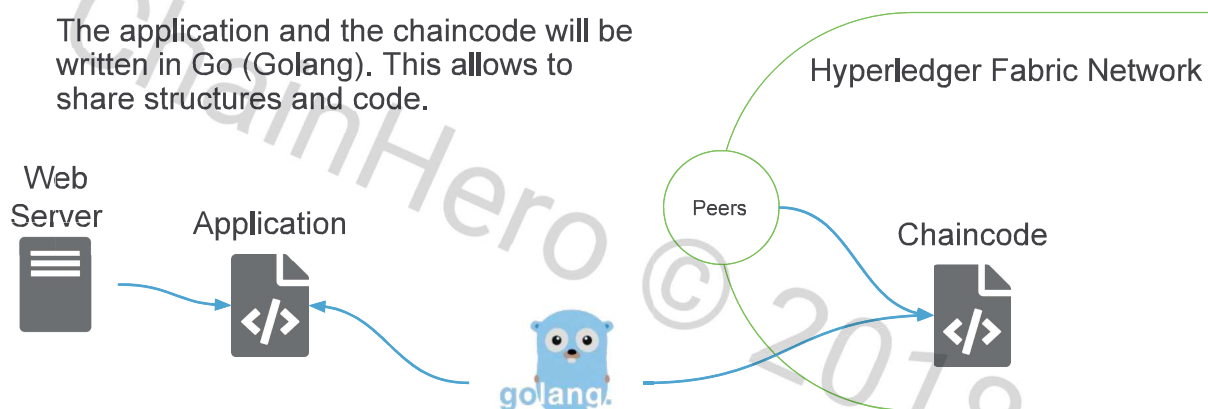 The application and the chaincode will be
written in Go (Golang). This allows to
share structures and code.
Hyperledger Fabric Network
Web
Server
Application
Peers
Chaincode
</>
</>
golang.
ChainHero © 2018